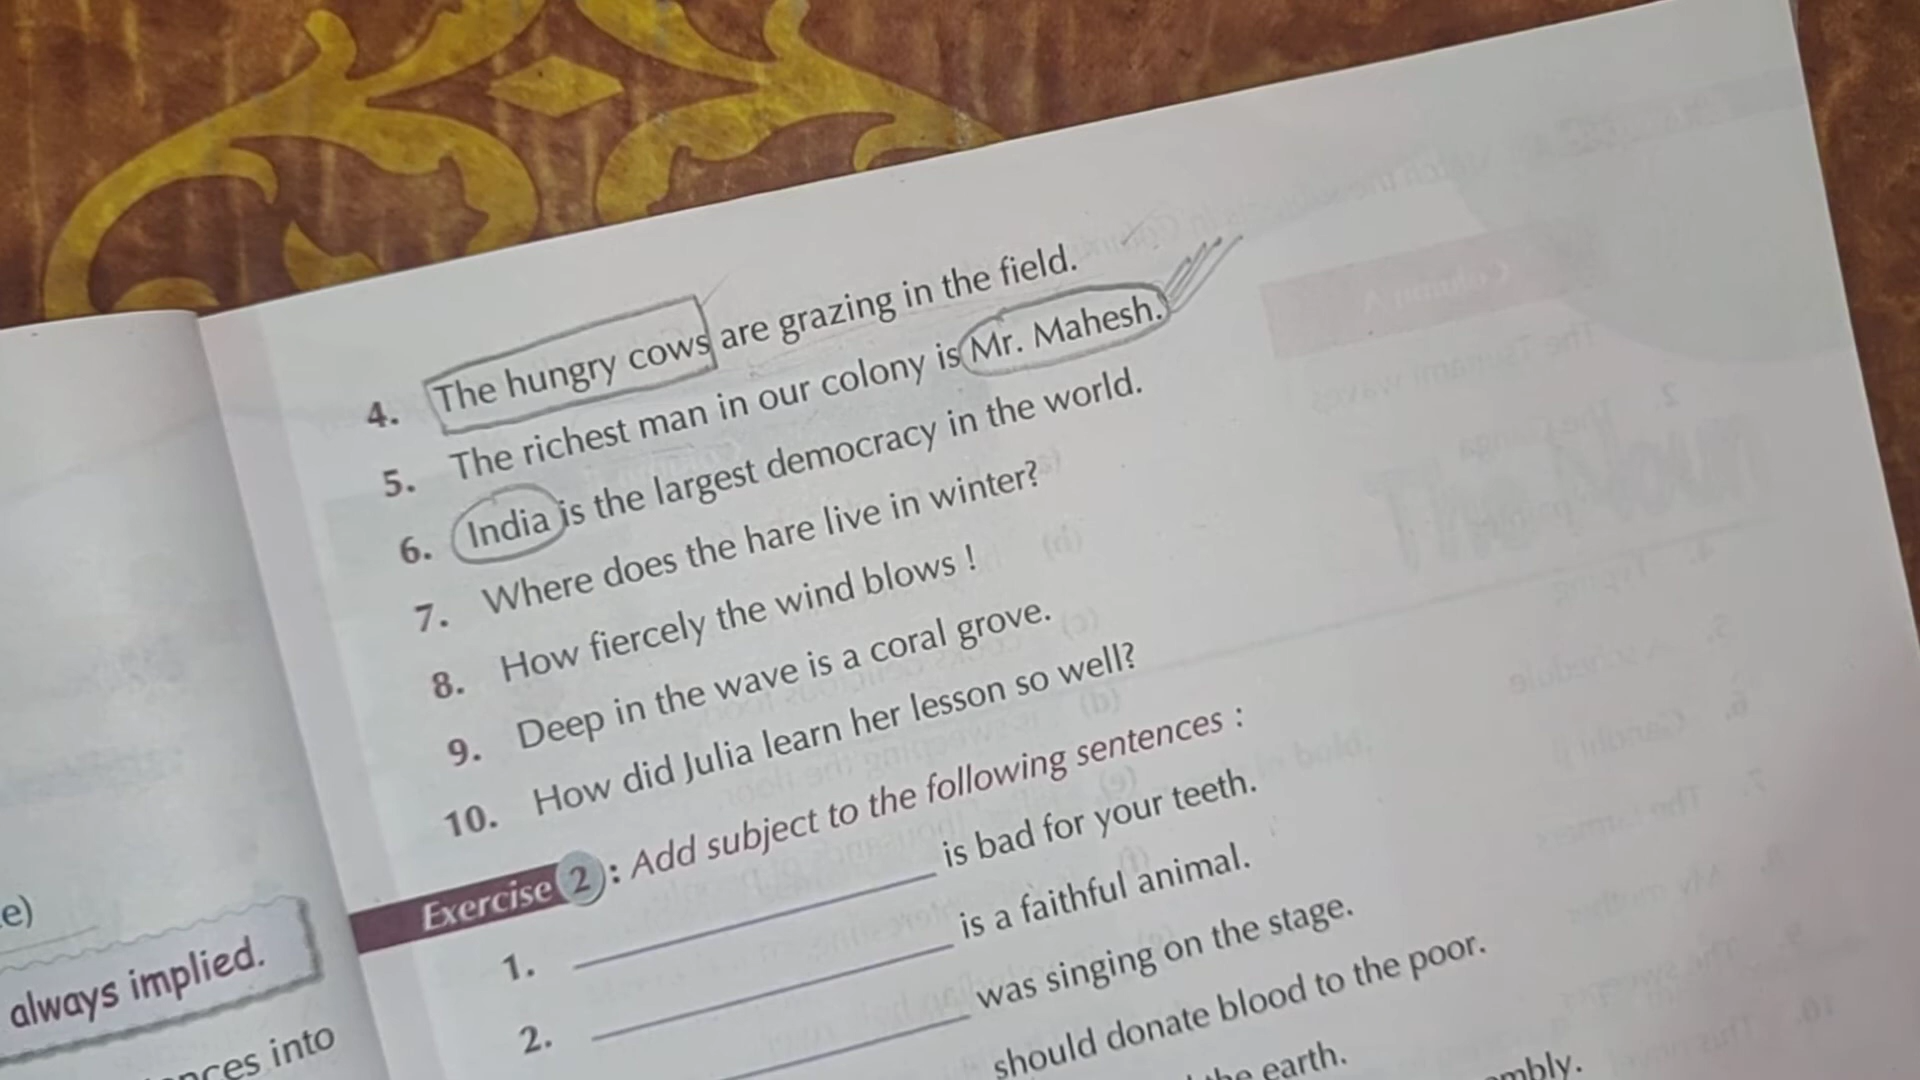 4. The hungry cows are grazing in the field.
5. The richest man in our colony is Mr. Mahesh.
6. India is the largest democracy in the world.
7. Where does the hare live in winter?
8. How fiercely the wind blows !
9. Deep in the wave is a coral grove.
10. How did Julia learn her lesson so well?
Exercise 2 : Add subject to the following sentences :
1. is bad for your teeth.
2. is a faithful animal.
was singing on the stage.
should donate blood to the poor.
the earth.
e)
always implied.
into